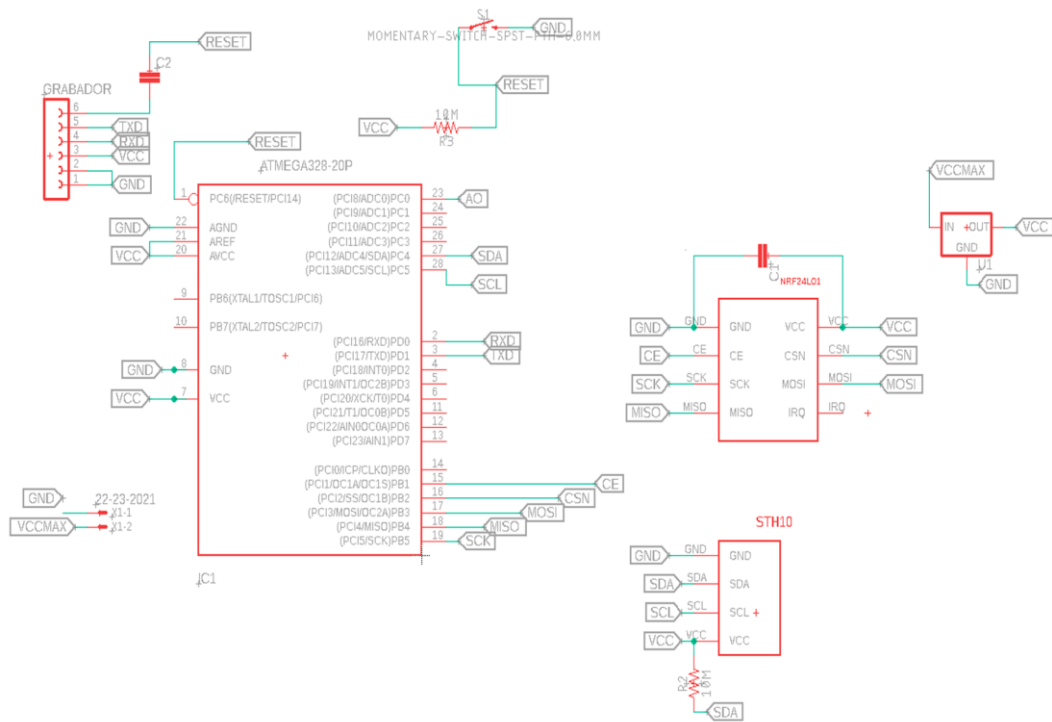 S1
GND
MOMENTARY-SWITCH-SPST-PTH-6.0MM
RESET
C2
RESET
GRABADOR
6
5 TXD
4 RXD
3 VCC
2
1 GND
VCC
10M
R3
RESET
ATMEGA328-20P
1 PC6(/RESET/PCI14)
GND 22 AGND
21 AREF
VCC 20 AVCC
9 PB6(XTAL1/TOSC1/PCI6)
10 PB7(XTAL2/TOSC2/PCI7)
GND 8 GND
VCC 7 VCC
(PCI8/ADC0)PC0 23 AO
(PCI9/ADC1)PC1 24
(PCI10/ADC2)PC2 25
(PCI11/ADC3)PC3 26
(PCI12/ADC4/SDA)PC4 27 SDA
(PCI13/ADC5/SCL)PC5 28
SCL
(PCI16/RXD)PD0 2 RXD
(PCI17/TXD)PD1 3 TXD
(PCI18/INT0)PD2 4
(PCI19/INT1/OC2B)PD3 5
(PCI20/XCK/T0)PD4 6
(PCI21/T1/OC0B)PD5 11
(PCI22/AIN0OC0A)PD6 12
(PCI23/AIN1)PD7 13
(PCI0/ICP/CLKO)PB0 14
(PCI1/OC1A/OC1S)PB1 15 CE
(PCI2/SS/OC1B)PB2 16 CSN
(PCI3/MOSI/OC2A)PB3 17 MOSI
(PCI4/MISO)PB4 18 MISO
(PCI5/SCK)PB5 19 SCK
IC1
22-23-2021
GND X1-1
VCCMAX X1-2
VCCMAX
IN OUT VCC
GND
U1
GND
C1
NRF24L01
GND GND GND VCC VCC VCC
CE CE CE CSN CSN CSN
SCK SCK SCK MOSI MOSI MOSI
MISO MISO MISO IRQ IRQ
STH10
GND GND GND
SDA SDA SDA
SCL SCL SCL
VCC VCC VCC
R2
10M
SDA